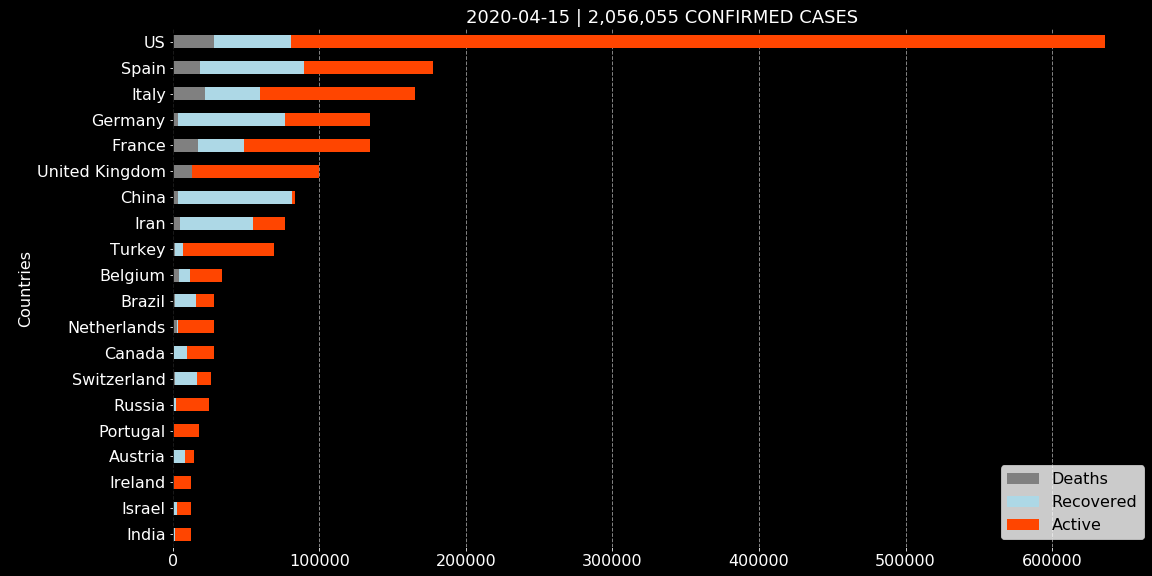 2020-04-15 | 2,056,055 CONFIRMED CASES
US
Spain
Italy
Germany
France
United Kingdom
China
Iran
Turkey
Belgium
Brazil
Netherlands
Canada
Switzerland
Russia
Portugal
Austria
Ireland
Israel
India
Countries
Deaths
Recovered
Active
0 100000 200000 300000 400000 500000 600000